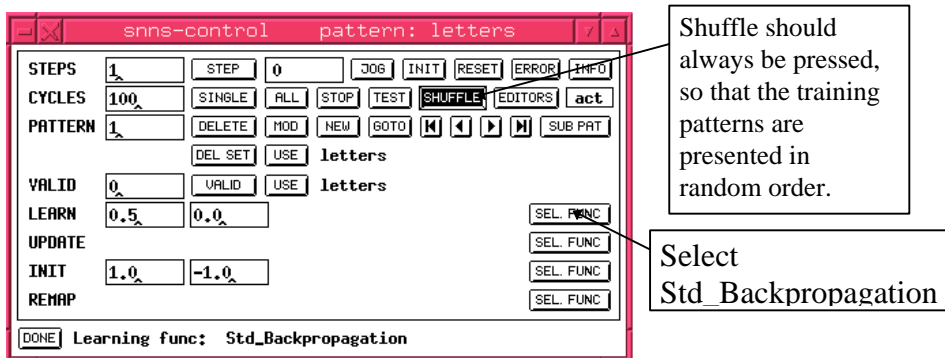 snns-control pattern: letters
STEPS 1 STEP 0 JOG INIT RESET ERROR INFO
CYCLES 100 SINGLE ALL STOP TEST SHUFFLE EDITORS act
PATTERN 1 DELETE MOD NEW GOTO SUB PAT
DEL SET USE letters
VALID 0 VALID USE letters
LEARN 0.5 0.0 SEL. FUNC
UPDATE SEL. FUNC
INIT 1.0 -1.0 SEL. FUNC
REMAP SEL. FUNC
DONE Learning func: Std_Backpropagation
Shuffle should
always be pressed,
so that the training
patterns are
presented in
random order.
Select
Std_Backpropagation